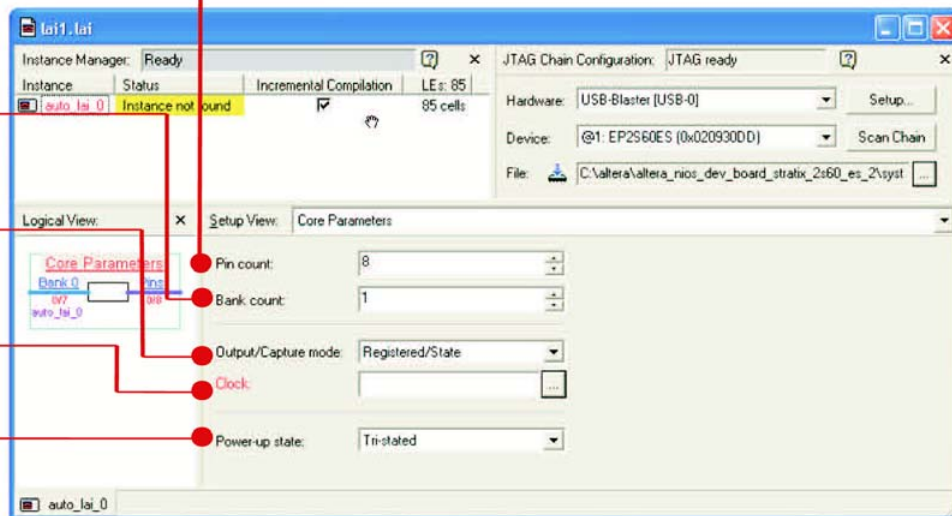 lai1.lai
Instance Manager: Ready
JTAG Chain Configuration: JTAG ready
Instance Status Incremental Compilation LEs: 85
auto_lai_0 Instance not found 85 cells
Hardware: USB-Blaster [USB-0] Setup...
Device: @1: EP2S60ES (0x020930DD) Scan Chain
File: C:\altera\altera_nios_dev_board_stratix_2s60_es_2\syst ...
Logical View:
Setup View: Core Parameters
Core Parameters
Bank 0 Pins
0/7 0/8
auto_lai_0
Pin count: 8
Bank count: 1
Output/Capture mode: Registered/State
Clock: ...
Power-up state: Tri-stated
auto_lai_0